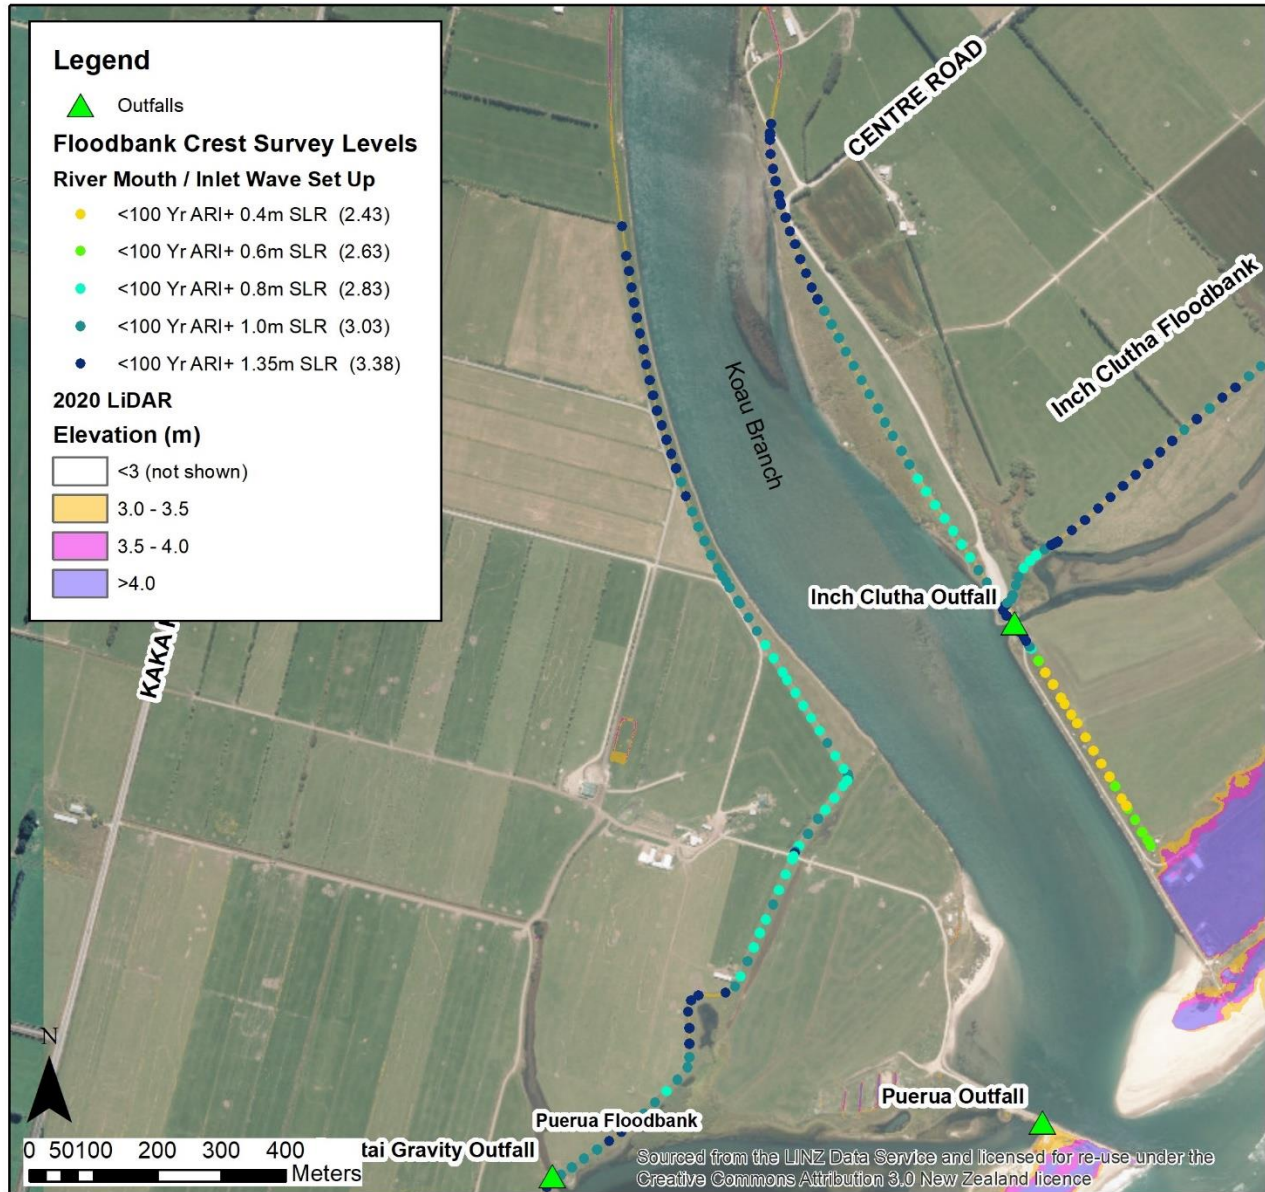 Legend
Outfalls
Floodbank Crest Survey Levels
River Mouth / Inlet Wave Set Up
<100 Yr ARI+ 0.4m SLR (2.43)
<100 Yr ARI+ 0.6m SLR (2.63)
<100 Yr ARI+ 0.8m SLR (2.83)
<100 Yr ARI+ 1.0m SLR (3.03)
<100 Yr ARI+ 1.35m SLR (3.38)
2020 LiDAR
Elevation (m)
<3 (not shown)
3.0 - 3.5
3.5 - 4.0
>4.0
CENTRE ROAD
Inch Clutha Floodbank
Koau Branch
Inch Clutha Outfall
KAKA
Puerua Outfall
Puerua Floodbank
tai Gravity Outfall
N
0 50 100 200 300 400
Meters
Sourced from the LINZ Data Service and licensed for re-use under the
Creative Commons Attribution 3.0 New Zealand licence